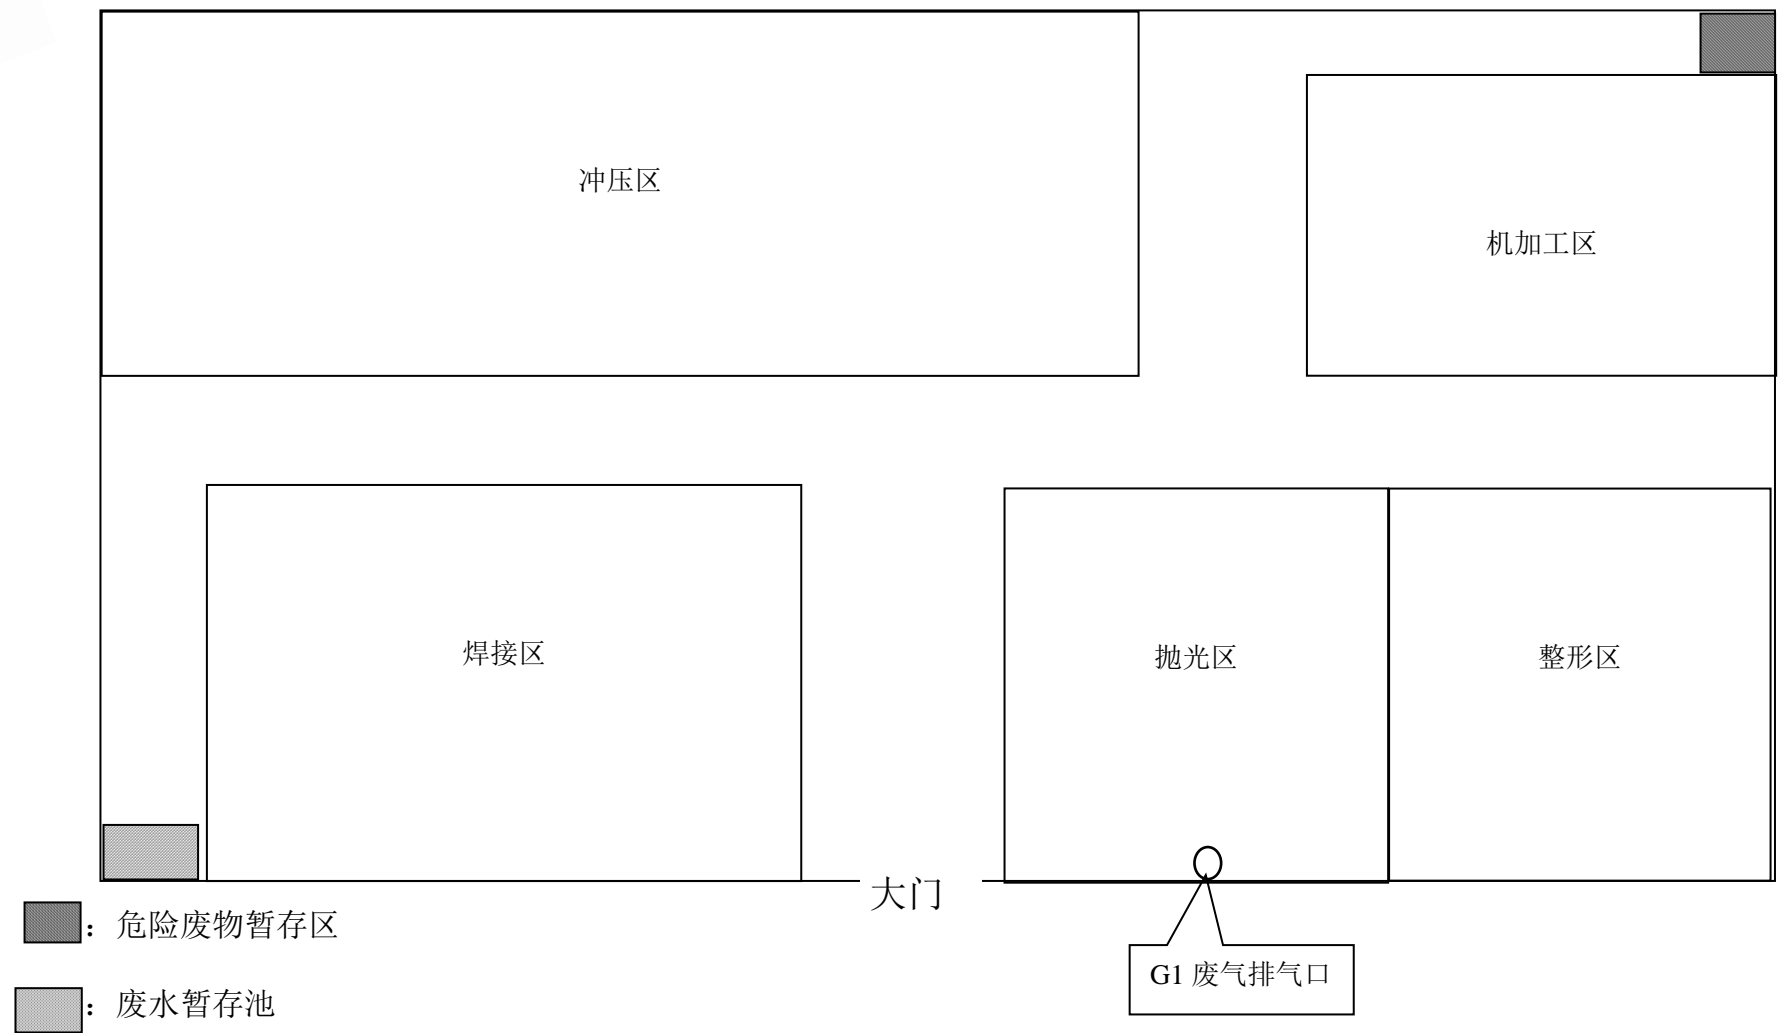 冲压区
机加工区
焊接区
抛光区
整形区
大门
：危险废物暂存区
G1 废气排气口
：废水暂存池